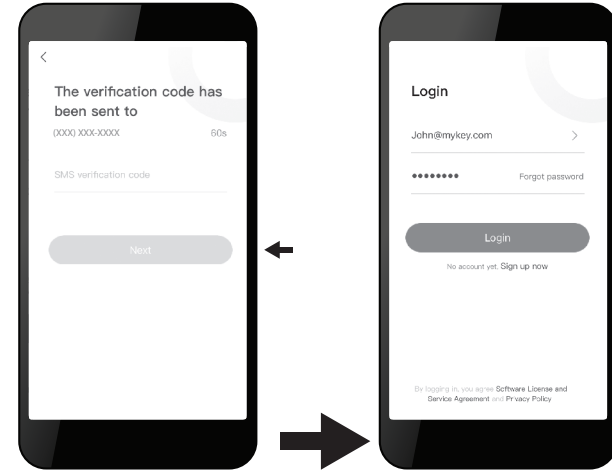 The verification code has
been sent to
(XXX) XXX-XXXX 60s
SMS verification code
Next
Login
John@mykey.com
Forgot password
Login
No account yet. Sign up now
By logging in, you agree Software License and
Service Agreement and Privacy Policy